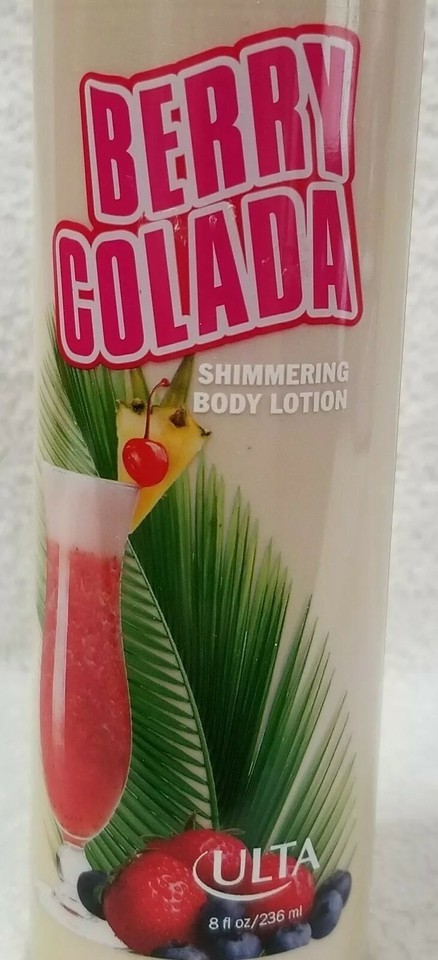 BERRY
COLADA
SHIMMERING
BODY LOTION
ULTA
8 fl oz/236 ml